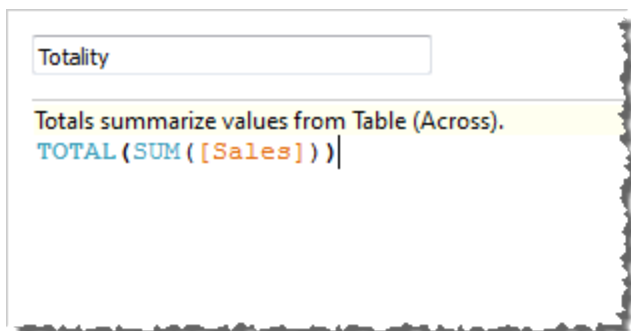 Totality
Totals summarize values from Table (Across).
TOTAL(SUM([Sales]))